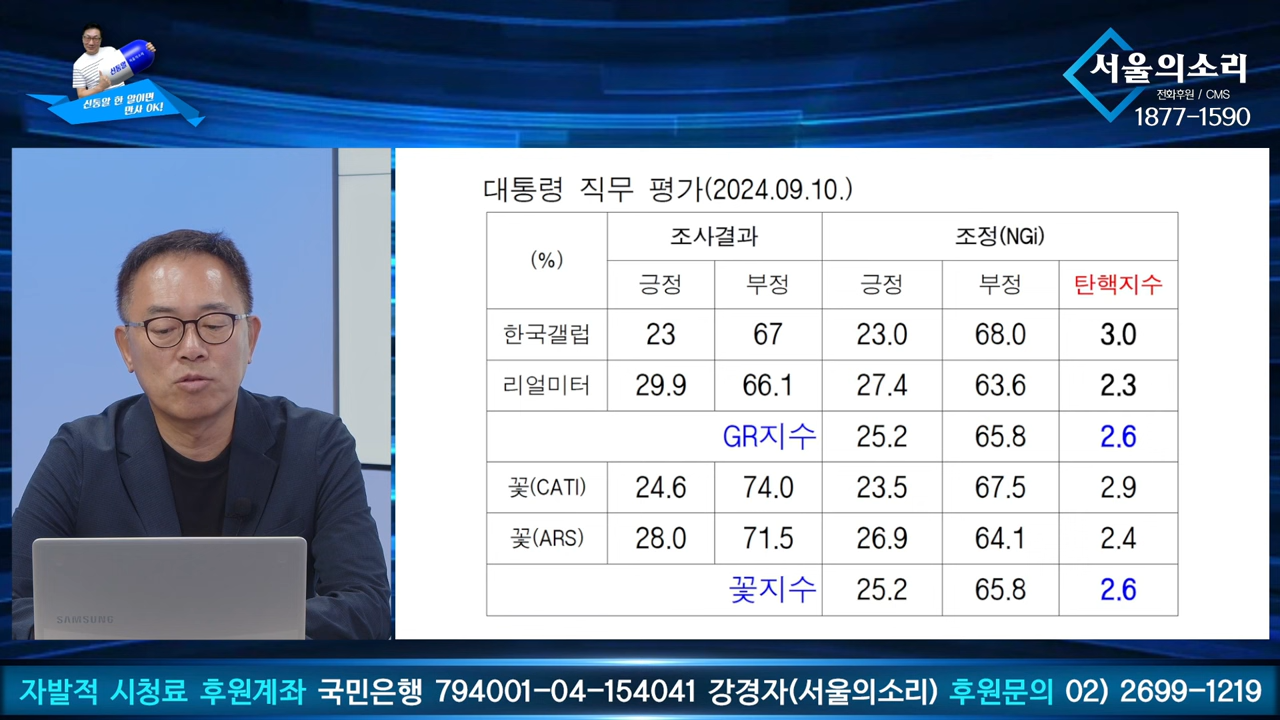 신통알 한 알이면
만사 OK!
서울의소리
전화후원 / CMS
1877-1590
대통령 직무 평가(2024.09.10.)
(%) 조사결과 조정(NGi)
긍정 부정 긍정 부정 탄핵지수
한국갤럽 23 67 23.0 68.0 3.0
리얼미터 29.9 66.1 27.4 63.6 2.3
GR지수 25.2 65.8 2.6
꽃(CATI) 24.6 74.0 23.5 67.5 2.9
꽃(ARS) 28.0 71.5 26.9 64.1 2.4
꽃지수 25.2 65.8 2.6
SAMSUNG
자발적 시청료 후원계좌 국민은행 794001-04-154041 강경자(서울의소리) 후원문의 02) 2699-1219